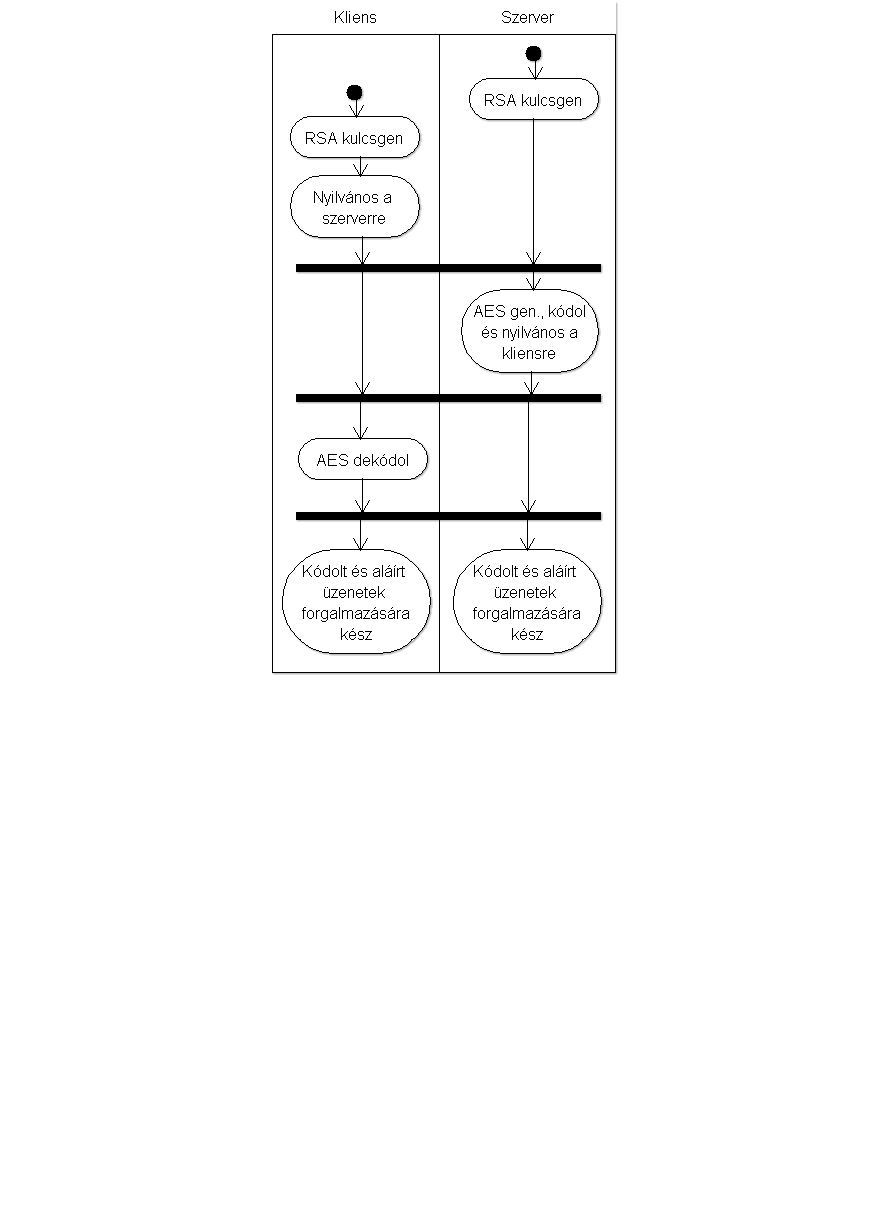 Kliens
Szerver
RSA kulcsgen
RSA kulcsgen
Nyilvános a
szerverre
AES gen., kódol
és nyilvános a
kliensre
AES dekódol
Kódolt és aláírt
üzenetek
forgalmazására
kész
Kódolt és aláírt
üzenetek
forgalmazására
kész